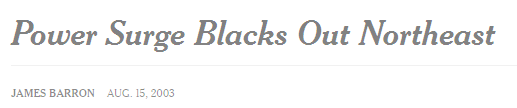 Power Surge Blacks Out Northeast
JAMES BARRON AUG. 15, 2003